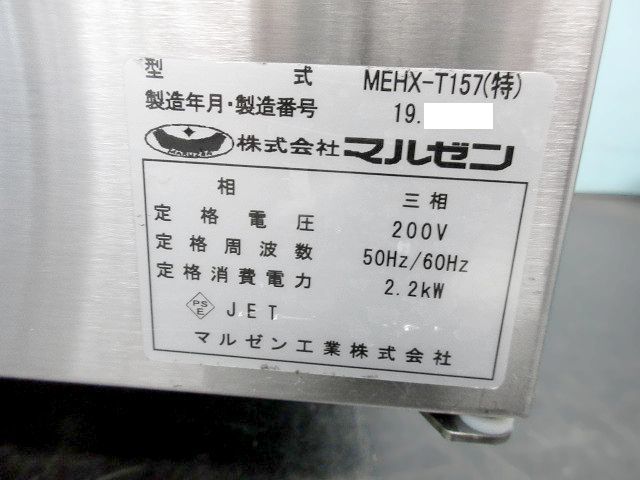 型式 MEHX-T157(特)
製造年月・製造番号 19.
MARUZEN 株式会社マルゼン
相 三相
定格電圧 200V
定格周波数 50Hz/60Hz
定格消費電力 2.2kW
PSE JET
マルゼン工業株式会社